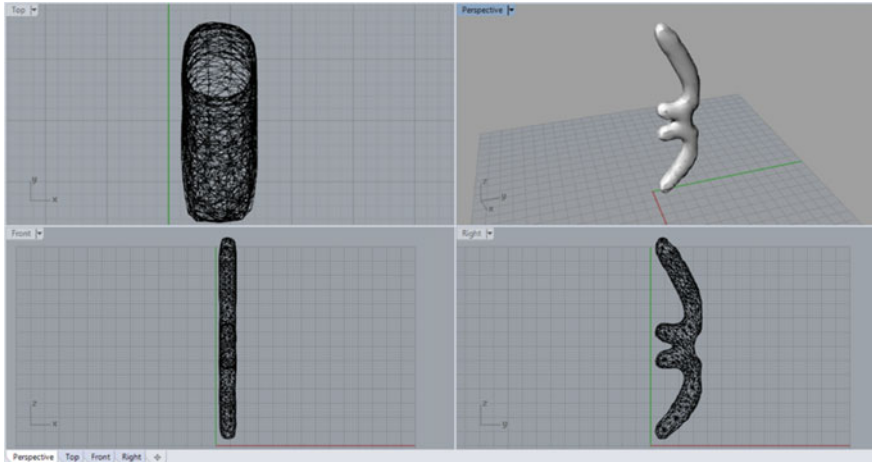 Top
Perspective
y
x
z
y
x
Front
Right
z
x
z
y
Perspective Top Front Right